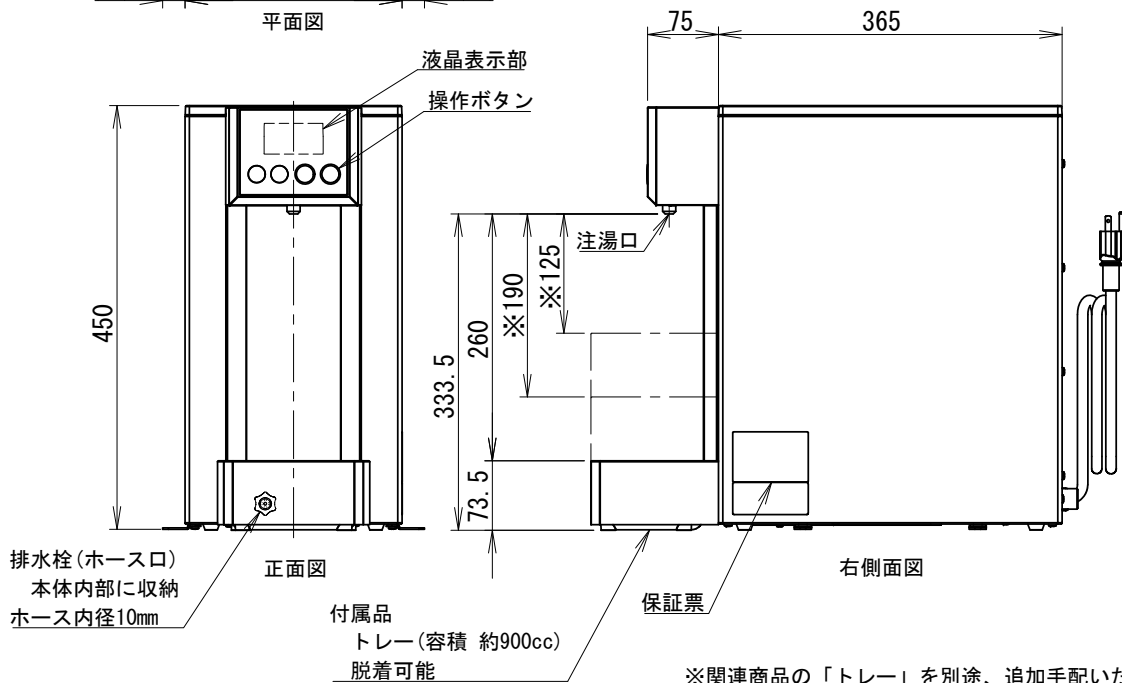 平面図
75
365
液晶表示部
操作ボタン
注湯口
450
333.5
260
※190
※125
73.5
排水栓(ホース口)
本体内部に収納
ホース内径10mm
正面図
付属品
トレー(容積 約900cc)
脱着可能
保証票
右側面図
※関連商品の「トレー」を別途、追加手配いた